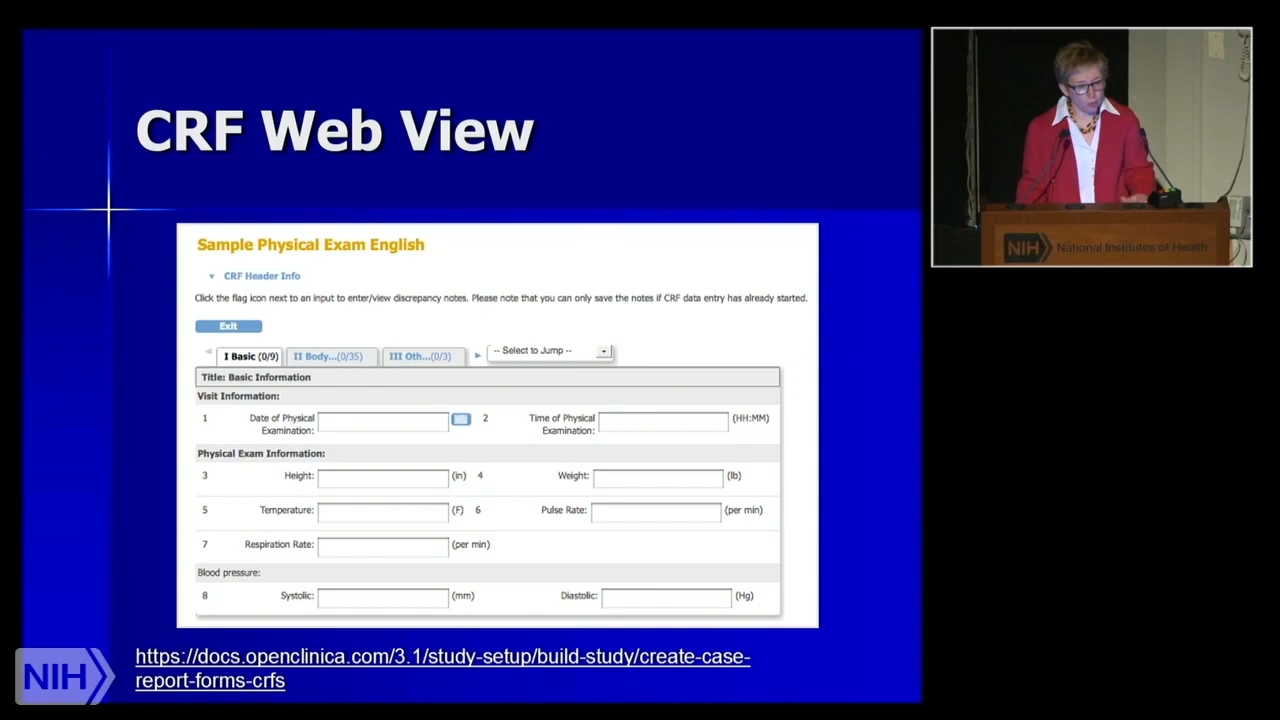 CRF Web View
Sample Physical Exam English
CRF Header Info
Click the flag icon next to an input to enter/view discrepancy notes. Please note that you can only save the notes if CRF data entry has already started.
Exit
I Basic (0/9) II Body...(0/35) III Oth...(0/3) -- Select to Jump --
Title: Basic Information
Visit Information:
1 Date of Physical Examination: 2 Time of Physical Examination: (HH:MM)
Physical Exam Information:
3 Height: (in) 4 Weight: (lb)
5 Temperature: (F) 6 Pulse Rate: (per min)
7 Respiration Rate: (per min)
Blood pressure:
8 Systolic: (mm) Diastolic: (Hg)
https://docs.openclinica.com/3.1/study-setup/build-study/create-case-
report-forms-crfs
NIH
NIH National Institutes of Health